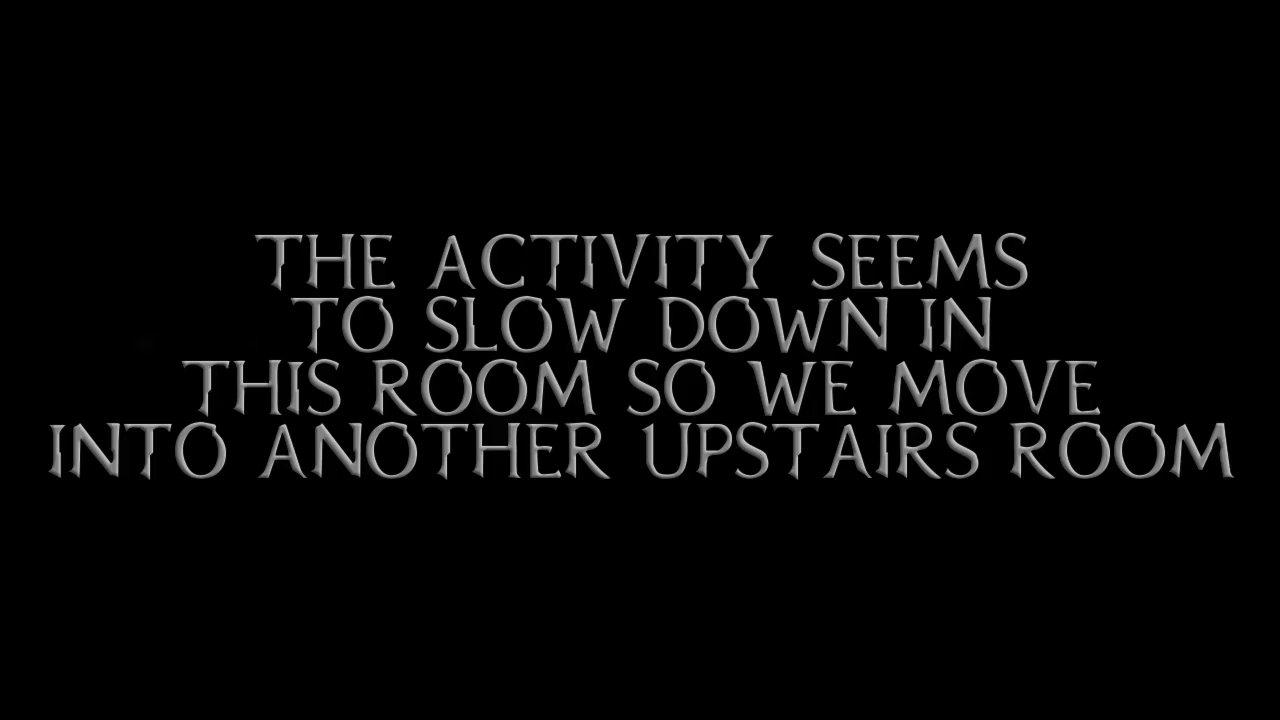 THE ACTIVITY SEEMS
TO SLOW DOWN IN
THIS ROOM SO WE MOVE
INTO ANOTHER UPSTAIRS ROOM